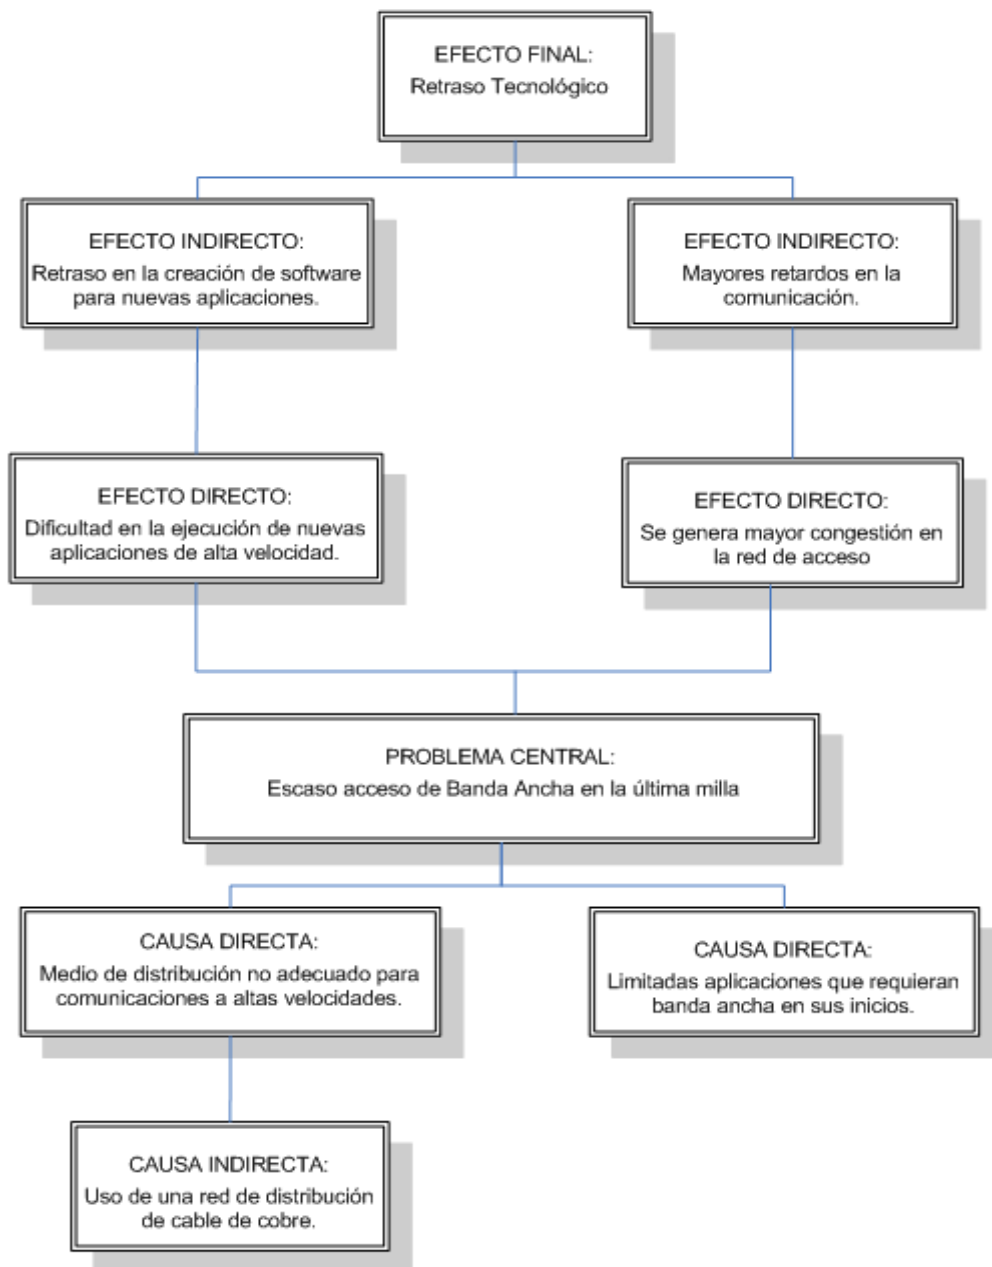 EFECTO FINAL:
Retraso Tecnológico
EFECTO INDIRECTO:
Retraso en la creación de software
para nuevas aplicaciones.
EFECTO INDIRECTO:
Mayores retardos en la
comunicación.
EFECTO DIRECTO:
Dificultad en la ejecución de nuevas
aplicaciones de alta velocidad.
EFECTO DIRECTO:
Se genera mayor congestión en
la red de acceso
PROBLEMA CENTRAL:
Escaso acceso de Banda Ancha en la última milla
CAUSA DIRECTA:
Medio de distribución no adecuado para
comunicaciones a altas velocidades.
CAUSA DIRECTA:
Limitadas aplicaciones que requieran
banda ancha en sus inicios.
CAUSA INDIRECTA:
Uso de una red de distribución
de cable de cobre.